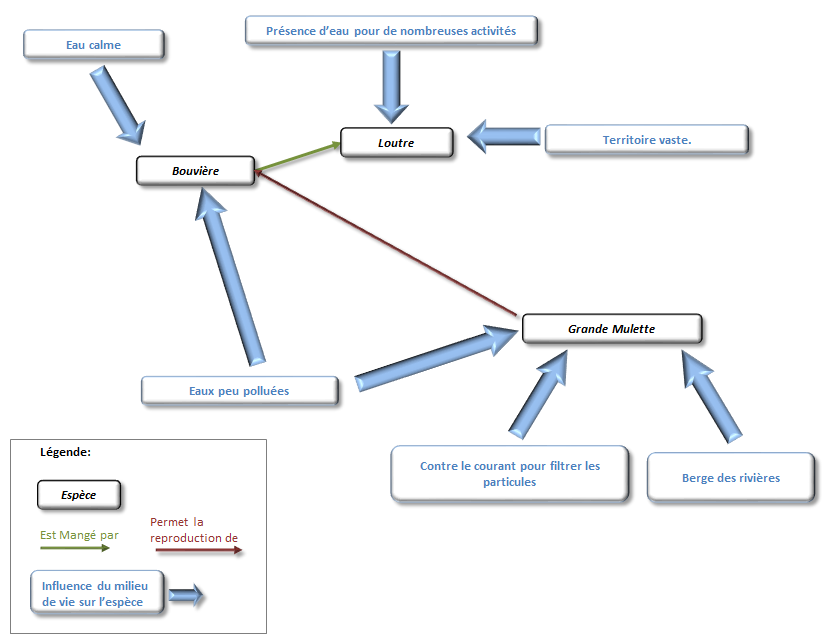 Présence d’eau pour de nombreuses activités
Eau calme
Loutre
Territoire vaste.
Bouvière
Grande Mulette
Eaux peu polluées
Contre le courant pour filtrer les
particules
Berge des rivières
Légende:
Espèce
Est Mangé par
Permet la
reproduction de
Influence du milieu
de vie sur l’espèce